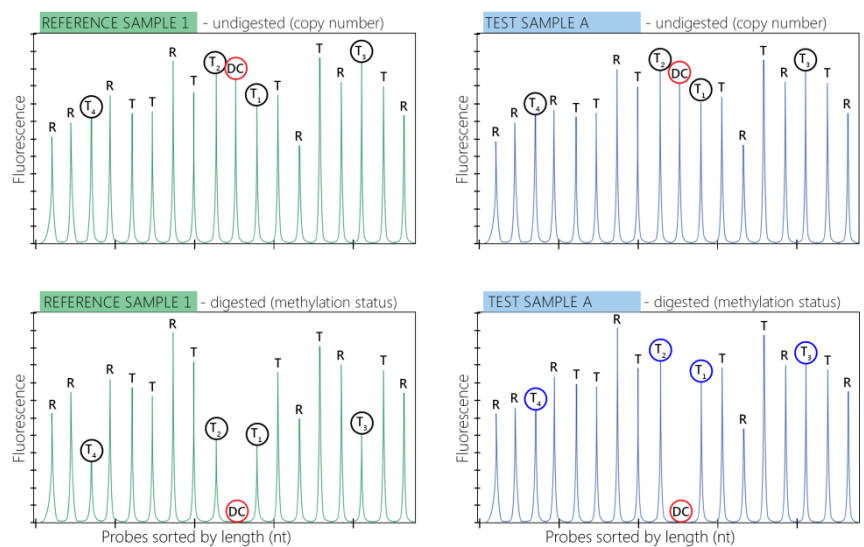 REFERENCE SAMPLE 1 - undigested (copy number)
Fluorescence
R R T4 R T T R T T2 DC T1 T R T R T3 T R
TEST SAMPLE A - undigested (copy number)
R R T4 R T T R T T2 DC T1 T R T R T3 T R
REFERENCE SAMPLE 1 - digested (methylation status)
Fluorescence
R R T4 R T T R T T2 DC T1 T R T R T3 T R
Probes sorted by length (nt)
TEST SAMPLE A - digested (methylation status)
Fluorescence
R R T4 R T T R T T2 DC T1 T R T R T3 T R
Probes sorted by length (nt)